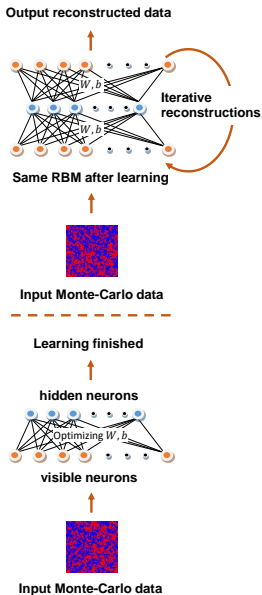 Output reconstructed data
W, b
Iterative
reconstructions
W, b
Same RBM after learning
Input Monte-Carlo data
Learning finished
hidden neurons
Optimizing W, b
visible neurons
Input Monte-Carlo data